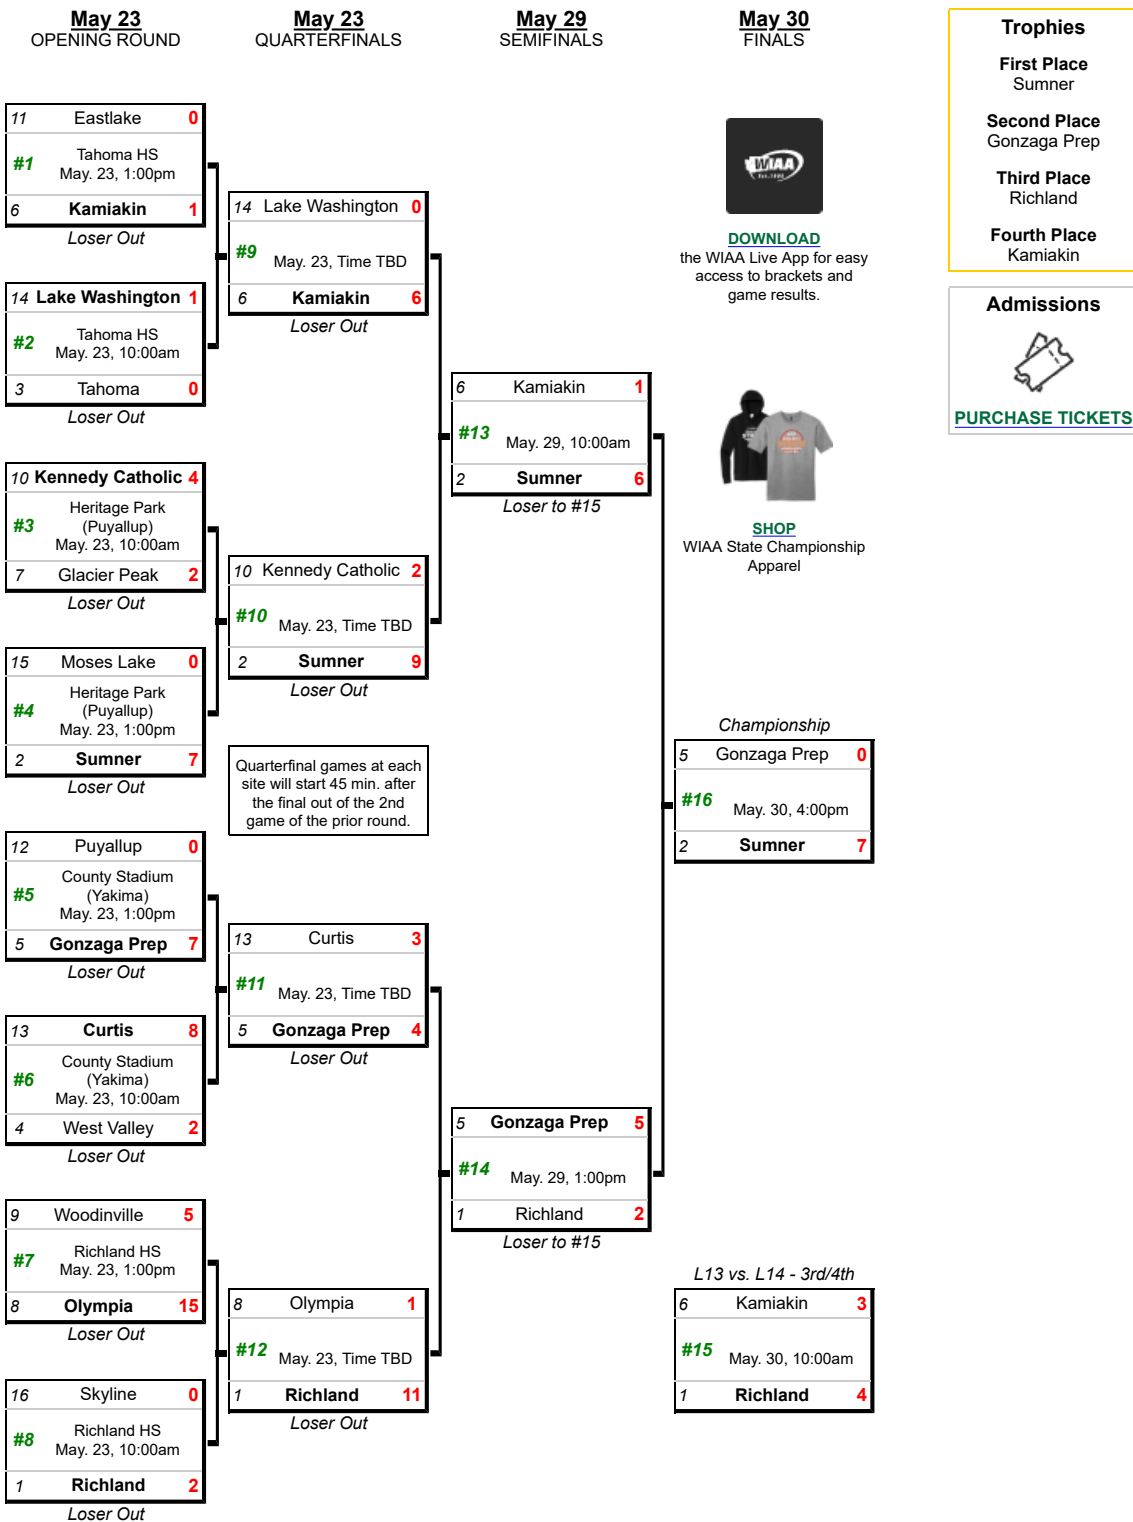 May 23
OPENING ROUND
May 23
QUARTERFINALS
May 29
SEMIFINALS
May 30
FINALS
11 Eastlake 0
#1
Tahoma HS
May. 23, 1:00pm
6 Kamiakin 1
Loser Out
14 Lake Washington 1
#2
Tahoma HS
May. 23, 10:00am
3 Tahoma 0
Loser Out
10 Kennedy Catholic 4
#3
Heritage Park
(Puyallup)
May. 23, 10:00am
7 Glacier Peak 2
Loser Out
15 Moses Lake 0
#4
Heritage Park
(Puyallup)
May. 23, 1:00pm
2 Sumner 7
Loser Out
12 Puyallup 0
#5
County Stadium
(Yakima)
May. 23, 1:00pm
5 Gonzaga Prep 7
Loser Out
13 Curtis 8
#6
County Stadium
(Yakima)
May. 23, 10:00am
4 West Valley 2
Loser Out
9 Woodinville 5
#7
Richland HS
May. 23, 1:00pm
8 Olympia 15
Loser Out
16 Skyline 0
#8
Richland HS
May. 23, 10:00am
1 Richland 2
Loser Out
14 Lake Washington 0
#9
May. 23, Time TBD
6 Kamiakin 6
Loser Out
10 Kennedy Catholic 2
#10
May. 23, Time TBD
2 Sumner 9
Loser Out
Quarterfinal games at each
site will start 45 min. after
the final out of the 2nd
game of the prior round.
13 Curtis 3
#11
May. 23, Time TBD
5 Gonzaga Prep 4
Loser Out
8 Olympia 1
#12
May. 23, Time TBD
1 Richland 11
Loser Out
6 Kamiakin 1
#13
May. 29, 10:00am
2 Sumner 6
Loser to #15
5 Gonzaga Prep 5
#14
May. 29, 1:00pm
1 Richland 2
Loser to #15
WIAA
DOWNLOAD
the WIAA Live App for easy
access to brackets and
game results.
SHOP
WIAA State Championship
Apparel
Championship
5 Gonzaga Prep 0
#16
May. 30, 4:00pm
2 Sumner 7
L13 vs. L14 - 3rd/4th
6 Kamiakin 3
#15
May. 30, 10:00am
1 Richland 4
Trophies
First Place
Sumner
Second Place
Gonzaga Prep
Third Place
Richland
Fourth Place
Kamiakin
Admissions
PURCHASE TICKETS